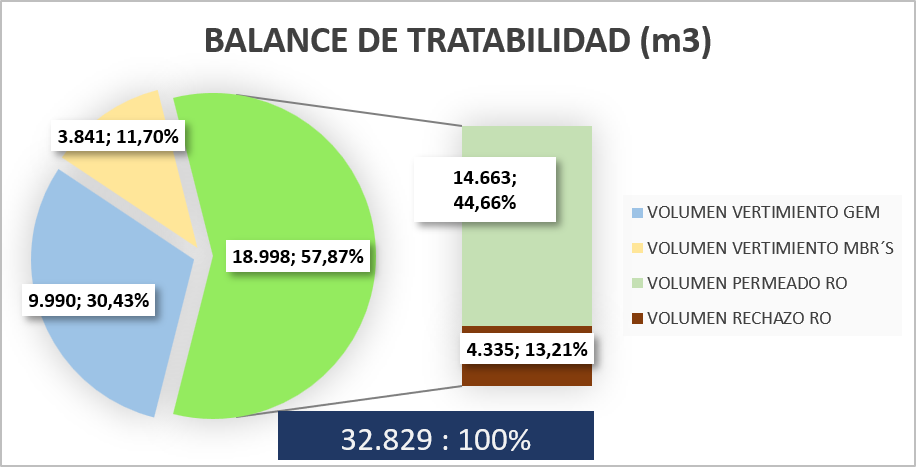 BALANCE DE TRATABILIDAD (m3)
3.841; 11,70%
9.990; 30,43%
18.998; 57,87%
14.663;
44,66%
4.335; 13,21%
VOLUMEN VERTIMIENTO GEM
VOLUMEN VERTIMIENTO MBR´S
VOLUMEN PERMEADO RO
VOLUMEN RECHAZO RO
32.829 : 100%